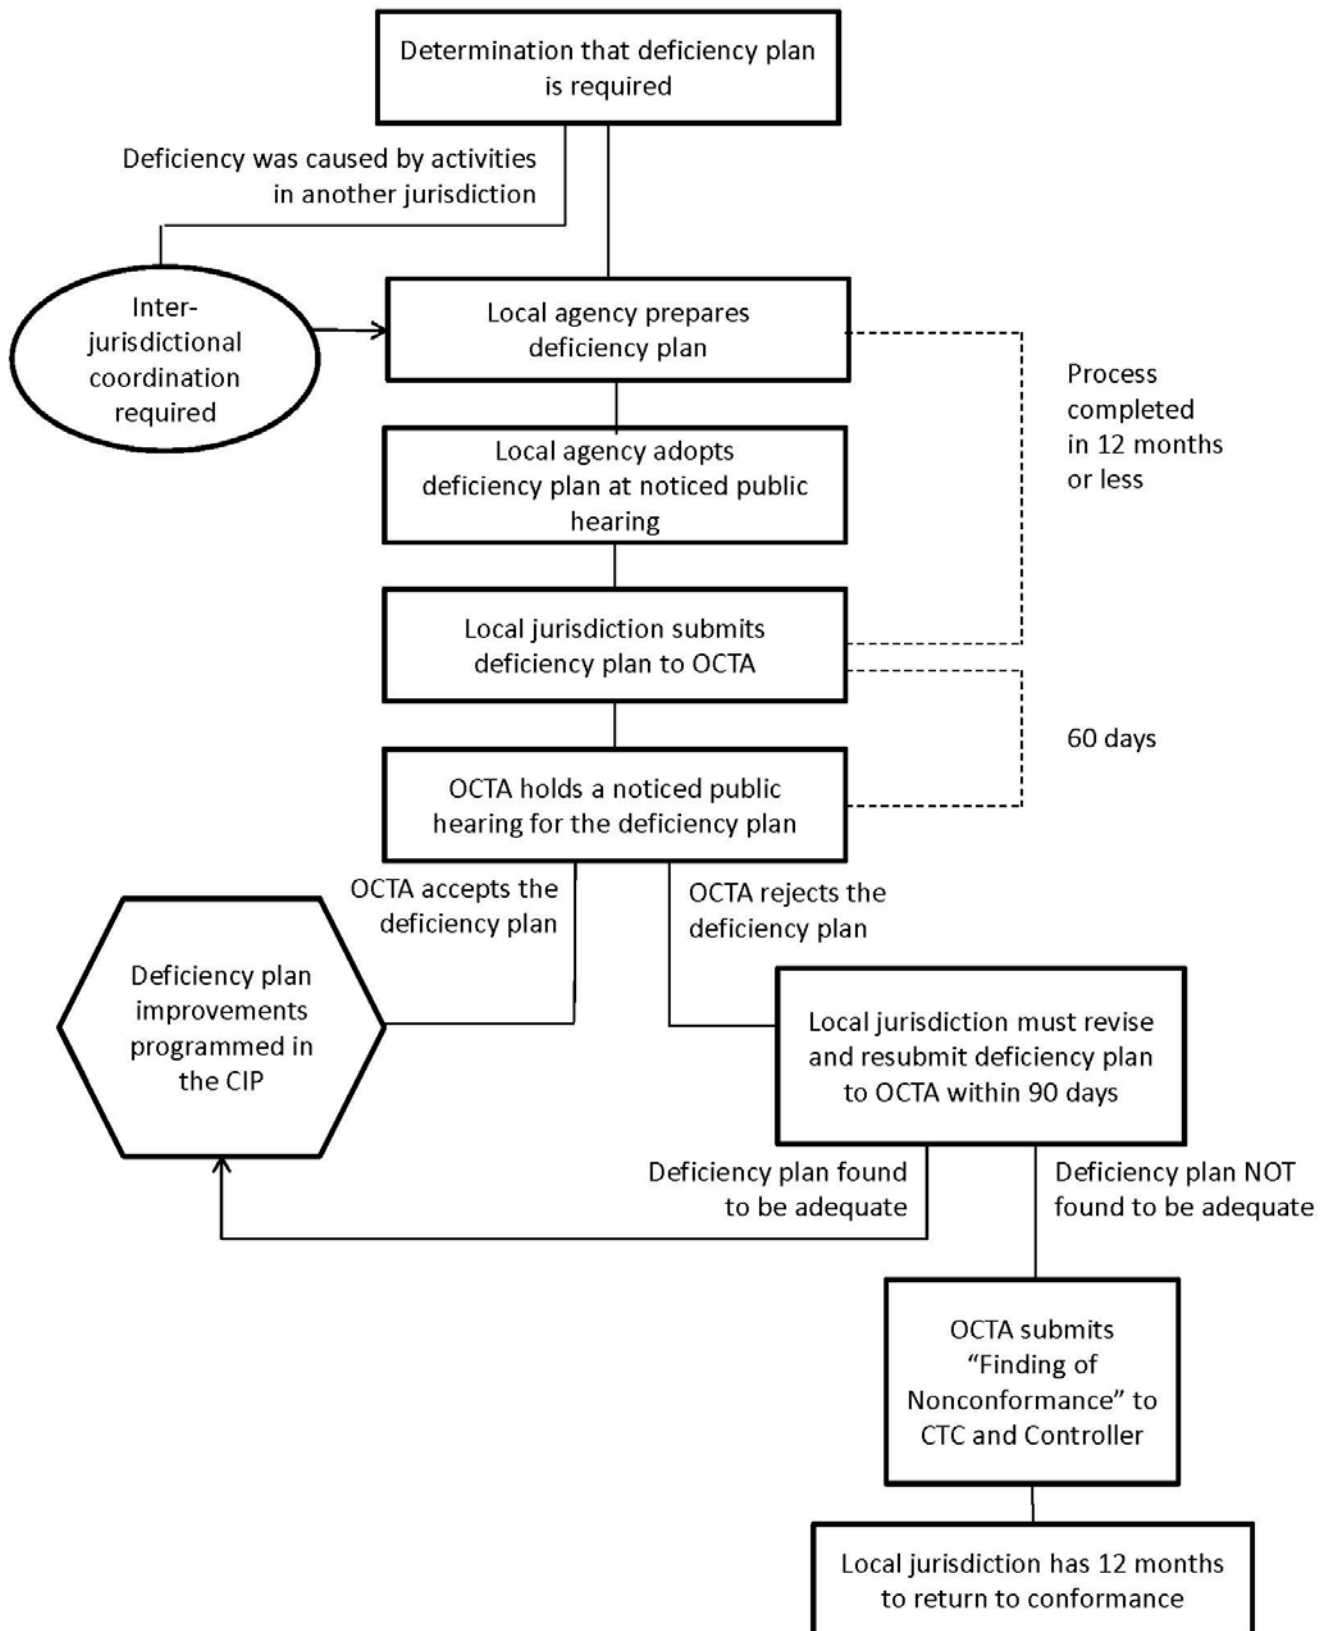 Determination that deficiency plan
is required
Deficiency was caused by activities
in another jurisdiction
Inter-
jurisdictional
coordination
required
Local agency prepares
deficiency plan
Process
completed
in 12 months
or less
Local agency adopts
deficiency plan at noticed public
hearing
Local jurisdiction submits
deficiency plan to OCTA
60 days
OCTA holds a noticed public
hearing for the deficiency plan
OCTA accepts the
deficiency plan
OCTA rejects the
deficiency plan
Deficiency plan
improvements
programmed in
the CIP
Local jurisdiction must revise
and resubmit deficiency plan
to OCTA within 90 days
Deficiency plan found
to be adequate
Deficiency plan NOT
found to be adequate
OCTA submits
“Finding of
Nonconformance” to
CTC and Controller
Local jurisdiction has 12 months
to return to conformance